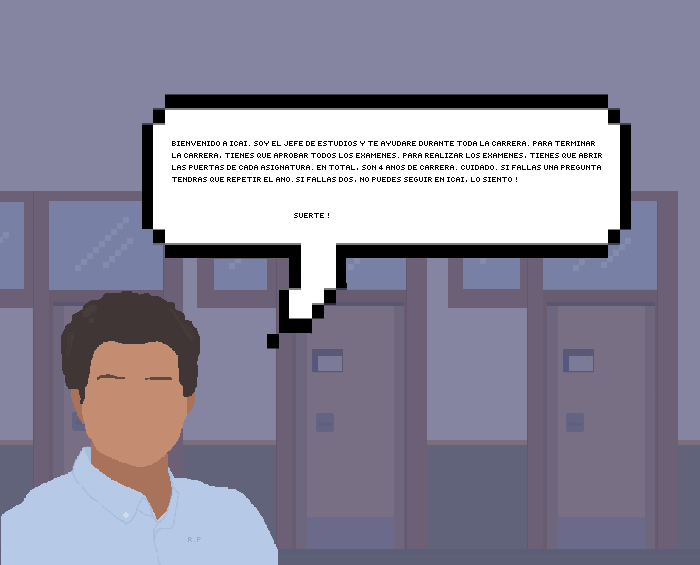 BIENVENIDO A ICAI. SOY EL JEFE DE ESTUDIOS Y TE AYUDARE DURANTE TODA LA CARRERA. PARA TERMINAR
LA CARRERA, TIENES QUE APROBAR TODOS LOS EXAMENES. PARA REALIZAR LOS EXAMENES, TIENES QUE ABRIR
LAS PUERTAS DE CADA ASIGNATURA. EN TOTAL, SON 4 ANOS DE CARRERA. CUIDADO. SI FALLAS UNA PREGUNTA
TENDRAS QUE REPETIR EL ANO. SI FALLAS DOS, NO PUEDES SEGUIR EN ICAI. LO SIENTO !
SUERTE !
R.P